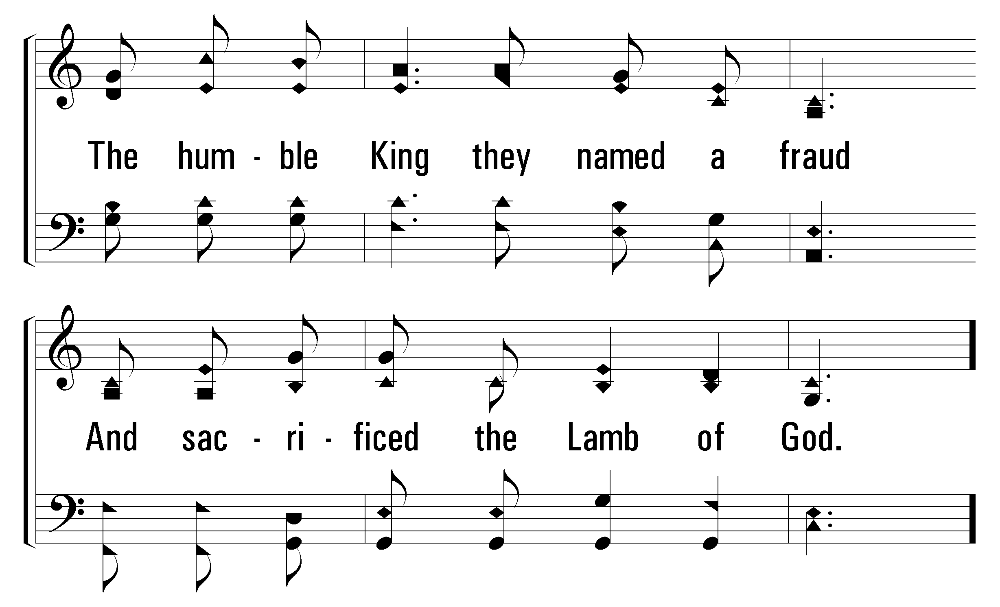 The hum - ble King they named a fraud
And sac - ri - ficed the Lamb of God.